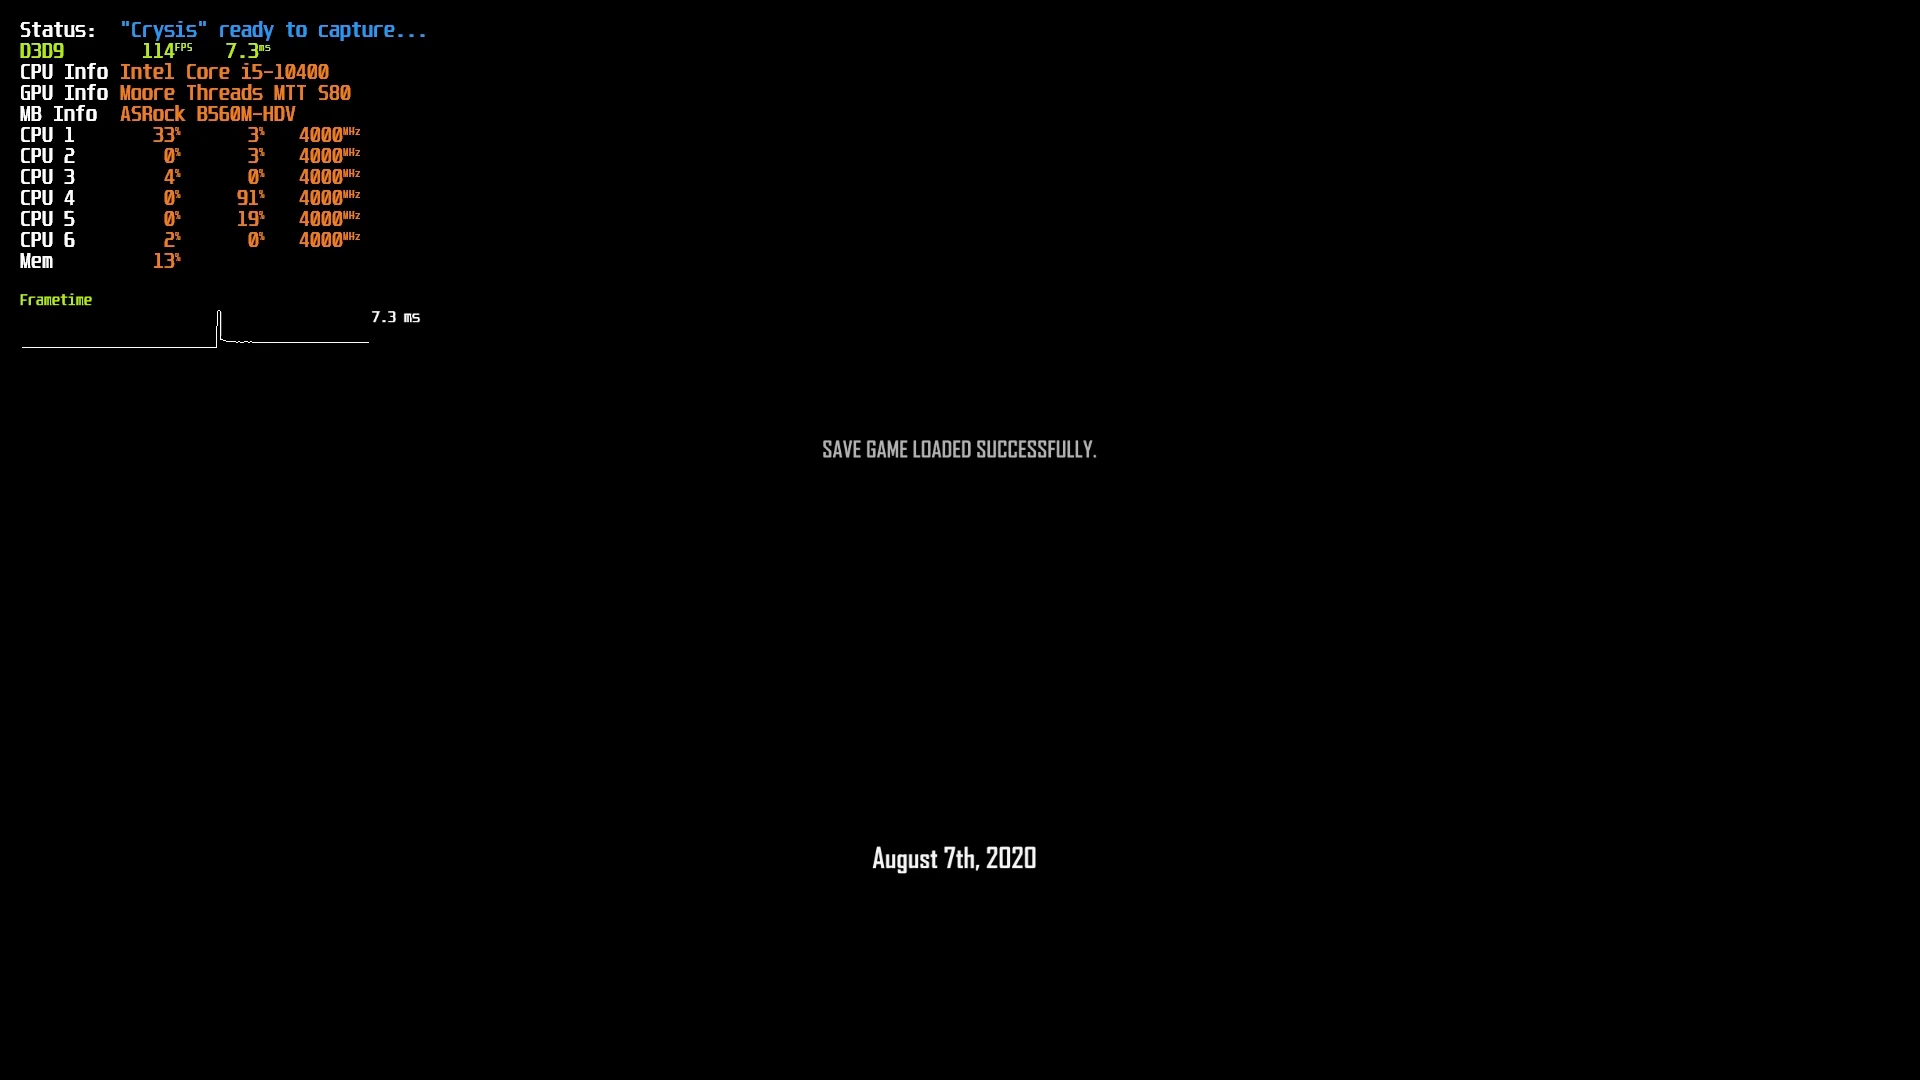 Status: "Crysis" ready to capture...
D3D9 114FPS 7.3ms
CPU Info Intel Core i5-10400
GPU Info Moore Threads MTT S80
MB Info ASRock B560M-HDV
CPU 1 33% 3% 4000MHz
CPU 2 0% 3% 4000MHz
CPU 3 4% 0% 4000MHz
CPU 4 0% 91% 4000MHz
CPU 5 0% 19% 4000MHz
CPU 6 2% 0% 4000MHz
Mem 13%
Frametime
7.3 ms
SAVE GAME LOADED SUCCESSFULLY.
August 7th, 2020